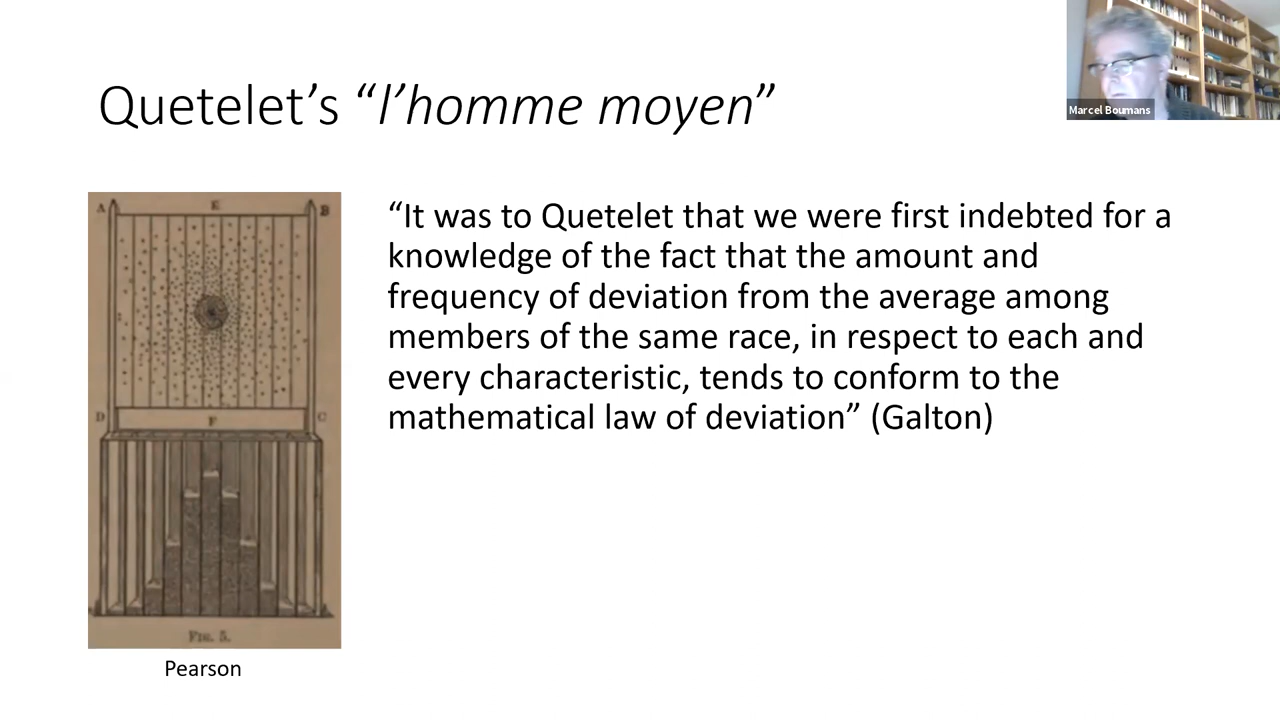 Quetelet’s “l’homme moyen”
Marcel Boumans
A E B
D F C
FIG. 5.
Pearson
“It was to Quetelet that we were first indebted for a
knowledge of the fact that the amount and
frequency of deviation from the average among
members of the same race, in respect to each and
every characteristic, tends to conform to the
mathematical law of deviation” (Galton)